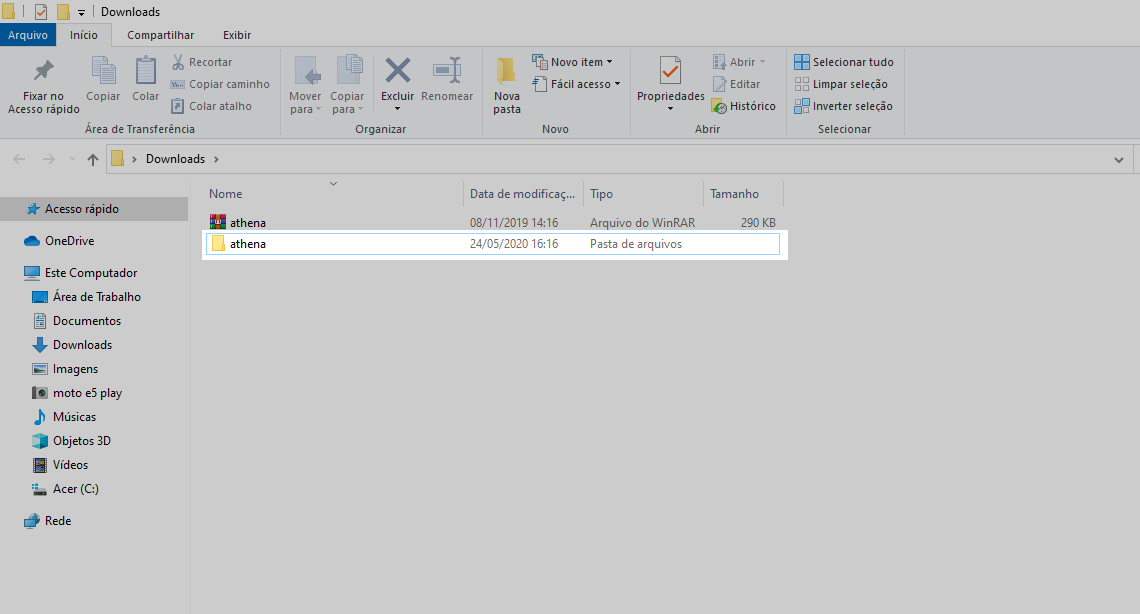 Downloads
Arquivo Início Compartilhar Exibir
Fixar no
Acesso rápido
Copiar
Colar
Recortar
Copiar caminho
Colar atalho
Área de Transferência
Mover
para
Copiar
para
Excluir
Renomear
Organizar
Nova
pasta
Novo item
Fácil acesso
Novo
Propriedades
Abrir
Editar
Histórico
Abrir
Selecionar tudo
Limpar seleção
Inverter seleção
Selecionar
Downloads
Acesso rápido
OneDrive
Este Computador
Área de Trabalho
Documentos
Downloads
Imagens
moto e5 play
Músicas
Objetos 3D
Vídeos
Acer (C:)
Rede
Nome Data de modificaç... Tipo Tamanho
athena 08/11/2019 14:16 Arquivo do WinRAR 290 KB
athena 24/05/2020 16:16 Pasta de arquivos